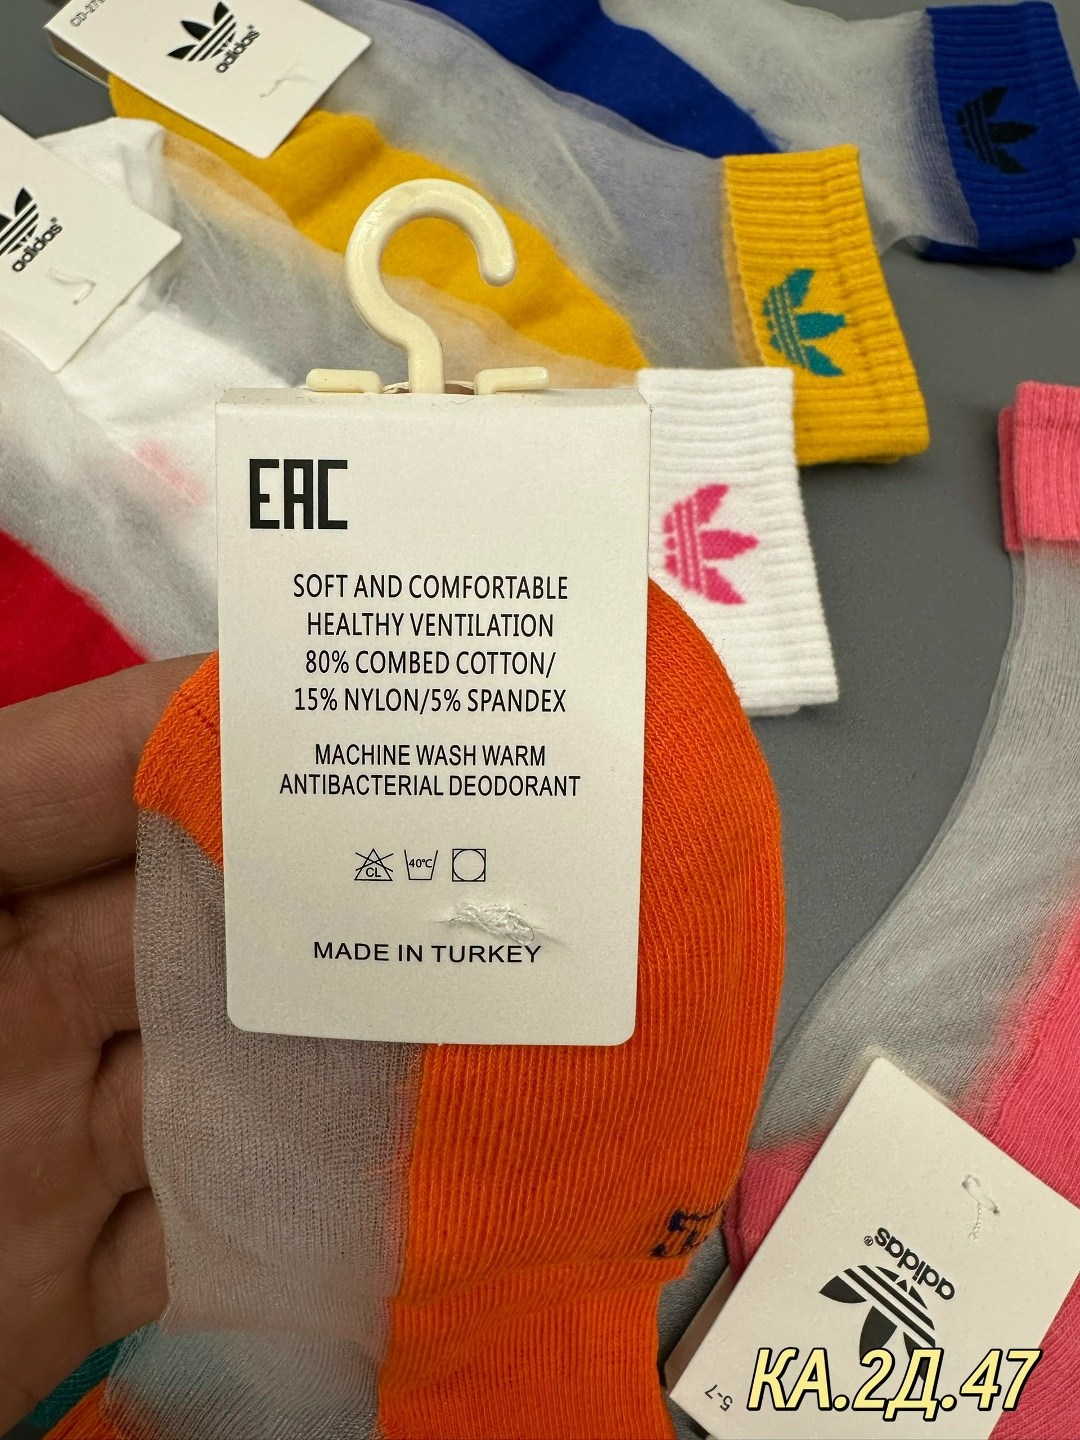 adidas®
adidas®
EAC
SOFT AND COMFORTABLE
HEALTHY VENTILATION
80% COMBED COTTON/
15% NYLON/5% SPANDEX
MACHINE WASH WARM
ANTIBACTERIAL DEODORANT
CL
40°C
MADE IN TURKEY
adidas®
5-7
КА.2Д.47